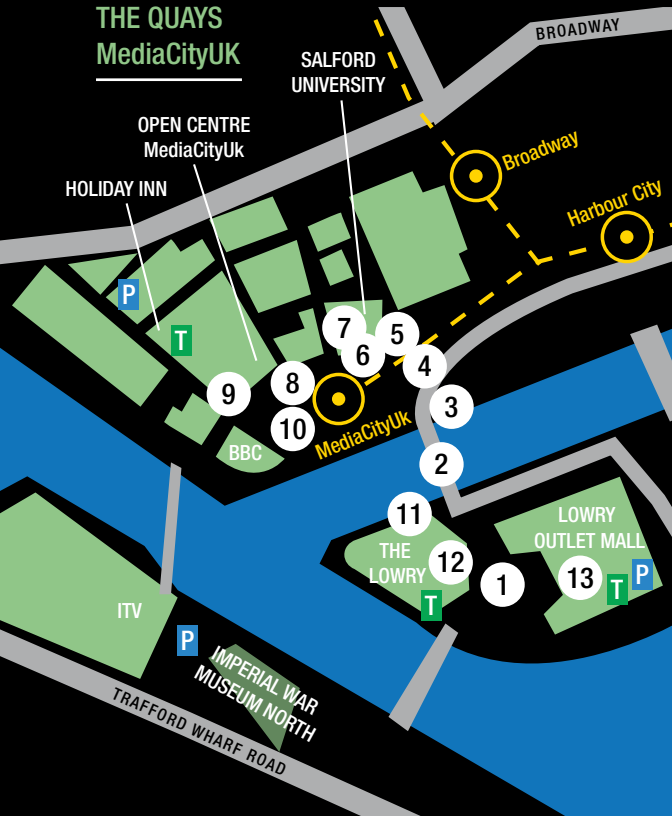 THE QUAYS
MediaCityUK
BROADWAY
SALFORD
UNIVERSITY
OPEN CENTRE
MediaCityUk
HOLIDAY INN
Broadway
Harbour City
P
T
7
5
6
4
8
9
3
10
MediaCityUk
BBC
2
11
THE
LOWRY
12
T
1
LOWRY
OUTLET MALL
13
T
P
ITV
P
IMPERIAL WAR
MUSEUM NORTH
TRAFFORD WHARF ROAD